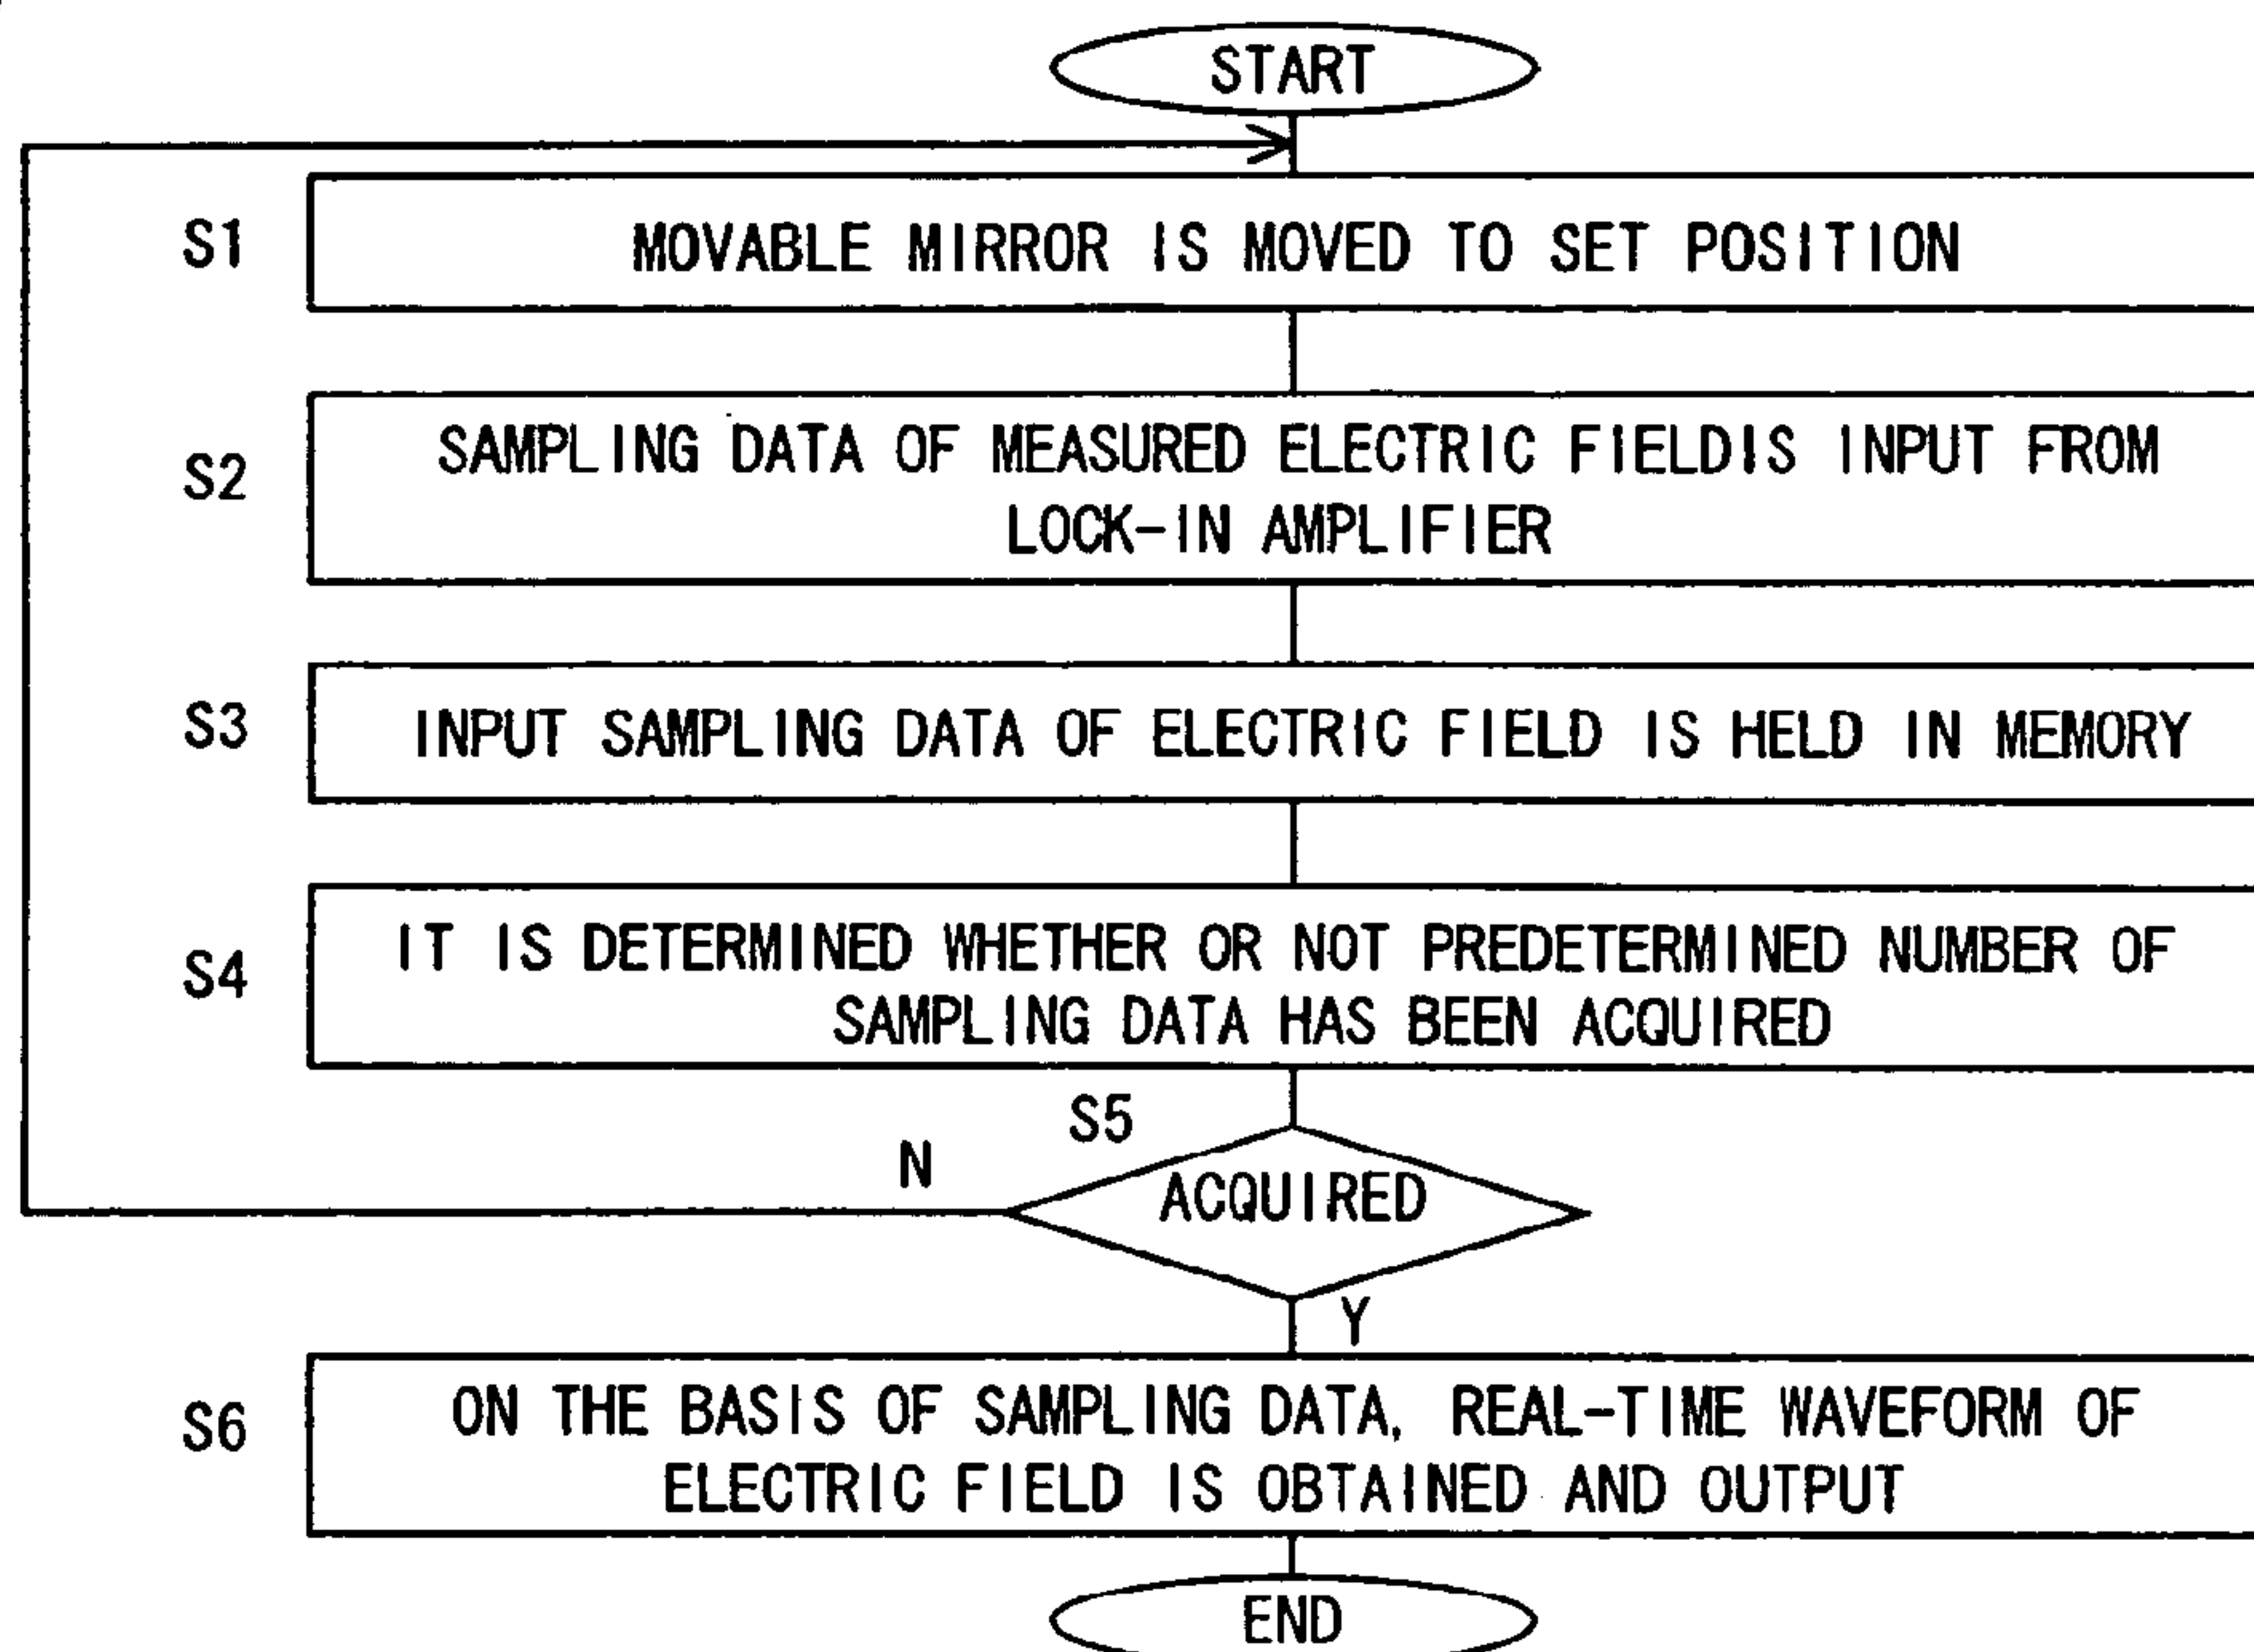 START
S1
MOVABLE MIRROR IS MOVED TO SET POSITION
S2
SAMPLING DATA OF MEASURED ELECTRIC FIELDIS INPUT FROM
LOCK-IN AMPLIFIER
S3
INPUT SAMPLING DATA OF ELECTRIC FIELD IS HELD IN MEMORY
S4
IT IS DETERMINED WHETHER OR NOT PREDETERMINED NUMBER OF
SAMPLING DATA HAS BEEN ACQUIRED
S5
N
ACQUIRED
Y
S6
ON THE BASIS OF SAMPLING DATA, REAL-TIME WAVEFORM OF
ELECTRIC FIELD IS OBTAINED AND OUTPUT
END